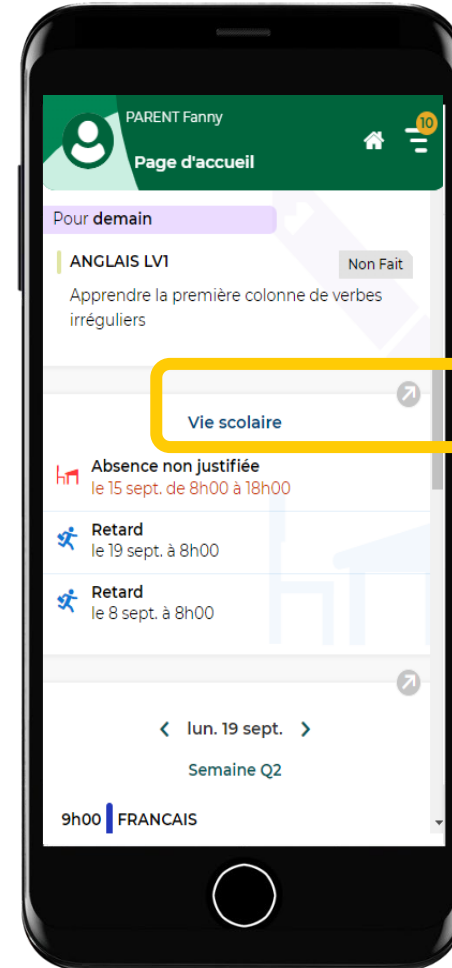 PARENT Fanny
10
Page d'accueil
Pour demain
ANGLAIS LV1
Non Fait
Apprendre la première colonne de verbes
irréguliers
Vie scolaire
Absence non justifiée
le 15 sept. de 8h00 à 18h00
Retard
le 19 sept. à 8h00
Retard
le 8 sept. à 8h00
lun. 19 sept.
Semaine Q2
9h00 FRANCAIS